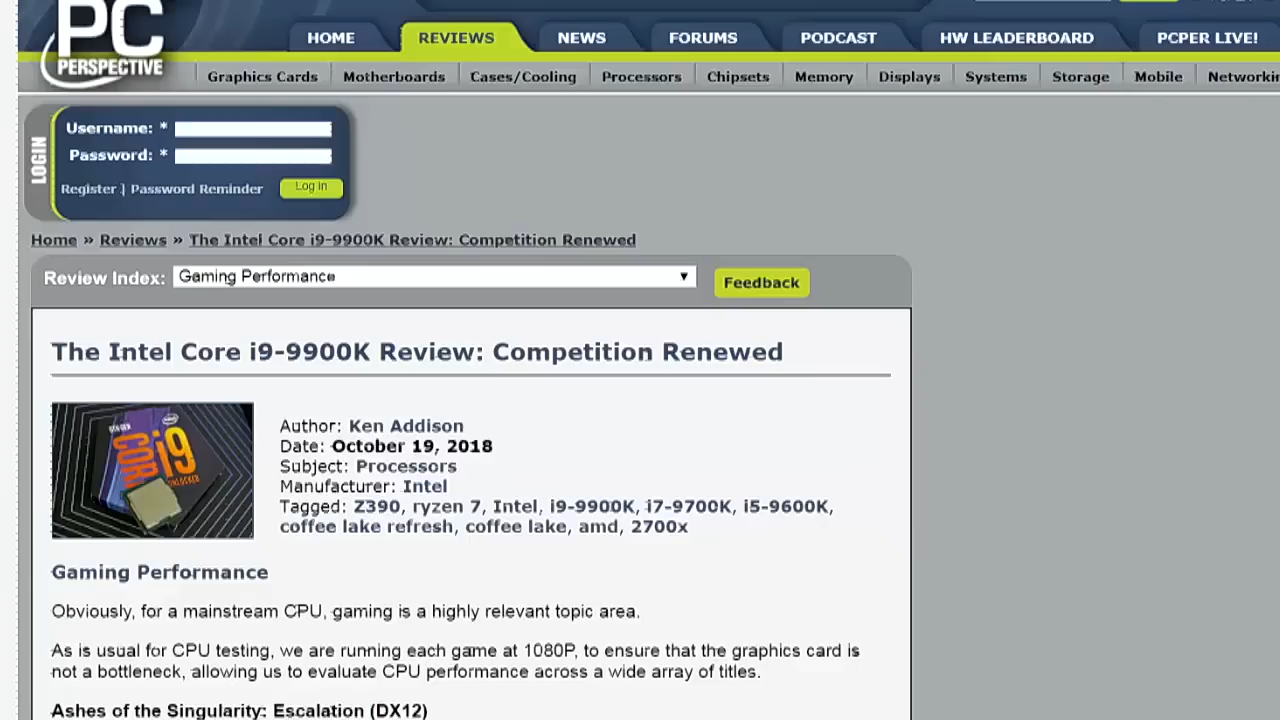 PC
PERSPECTIVE
HOME REVIEWS NEWS FORUMS PODCAST HW LEADERBOARD PCPER LIVE!
Graphics Cards Motherboards Cases/Cooling Processors Chipsets Memory Displays Systems Storage Mobile Networkin
LOGIN
Username: *
Password: *
Register | Password Reminder Log in
Home » Reviews » The Intel Core i9-9900K Review: Competition Renewed
Review Index: Gaming Performance Feedback
The Intel Core i9-9900K Review: Competition Renewed
CORE i9
UNLOCKED
Author: Ken Addison
Date: October 19, 2018
Subject: Processors
Manufacturer: Intel
Tagged: Z390, ryzen 7, Intel, i9-9900K, i7-9700K, i5-9600K,
coffee lake refresh, coffee lake, amd, 2700x
Gaming Performance
Obviously, for a mainstream CPU, gaming is a highly relevant topic area.
As is usual for CPU testing, we are running each game at 1080P, to ensure that the graphics card is
not a bottleneck, allowing us to evaluate CPU performance across a wide array of titles.
Ashes of the Singularity: Escalation (DX12)